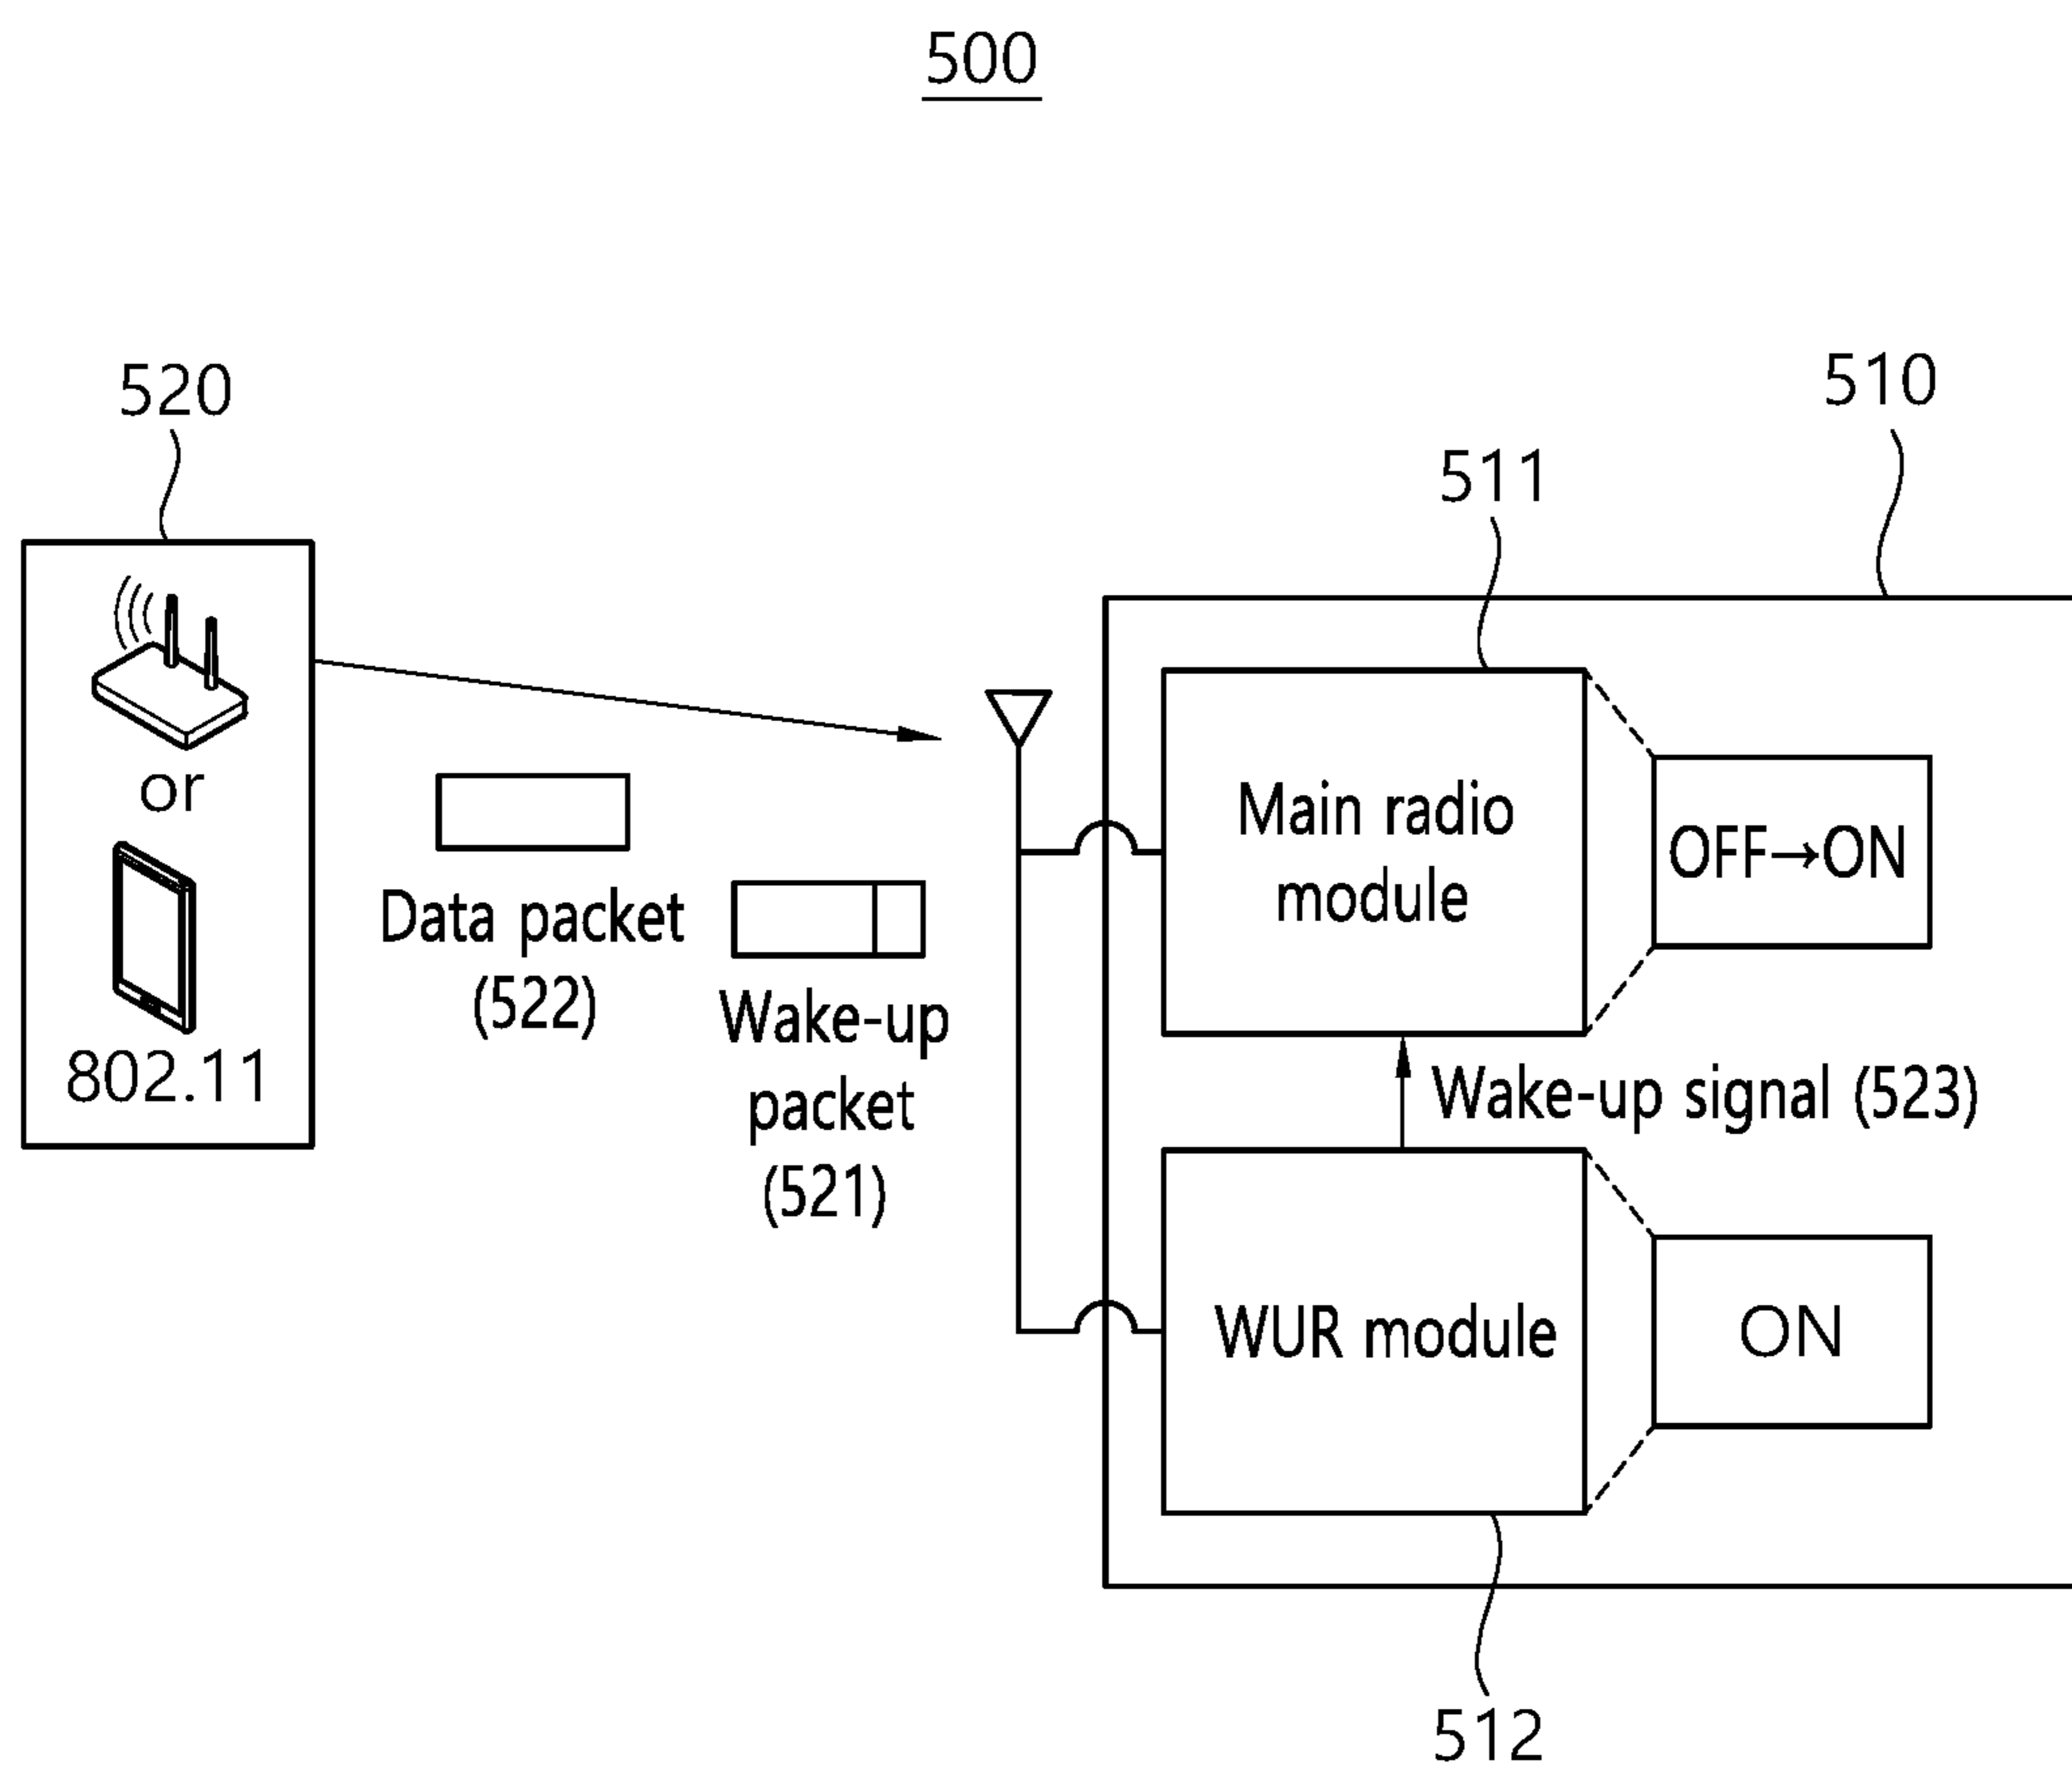 500
520
510
511
or
802.11
Data packet
(522)
Wake-up
packet
(521)
Main radio
module
OFF→ON
Wake-up signal (523)
WUR module
ON
512